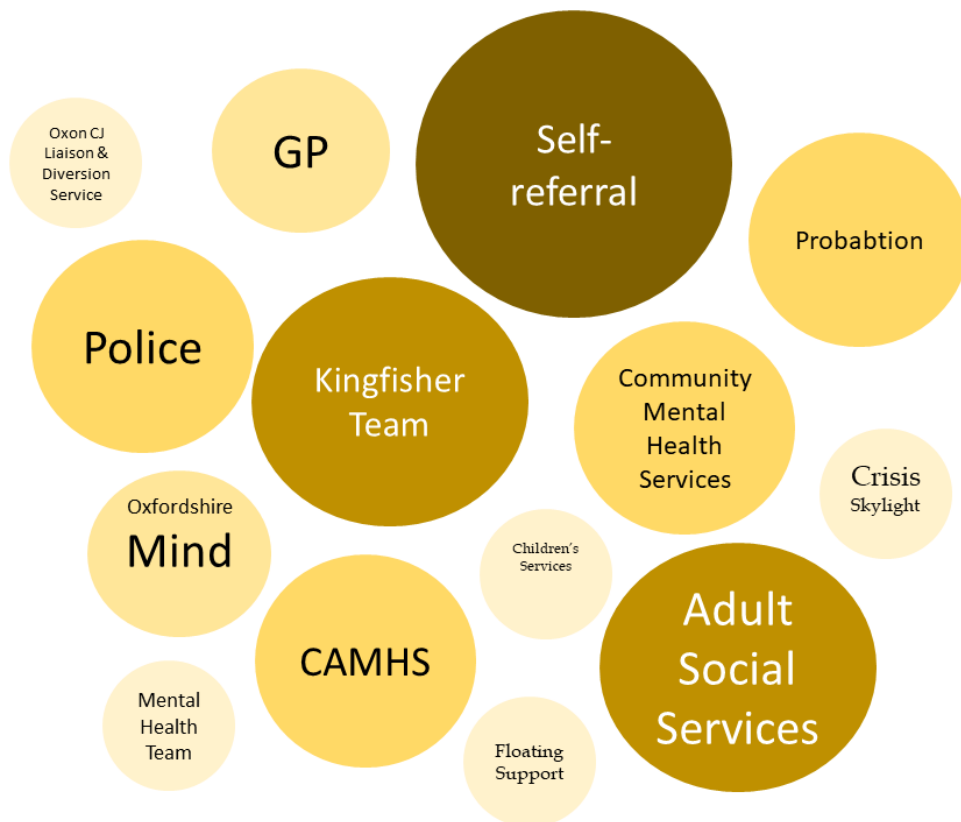 Oxon CJ
Liaison &
Diversion
Service
GP
Self-
referral
Probabtion
Police
Kingfisher
Team
Community
Mental
Health
Services
Crisis
Skylight
Oxfordshire
Mind
Children's
Services
CAMHS
Adult
Social
Services
Mental
Health
Team
Floating
Support